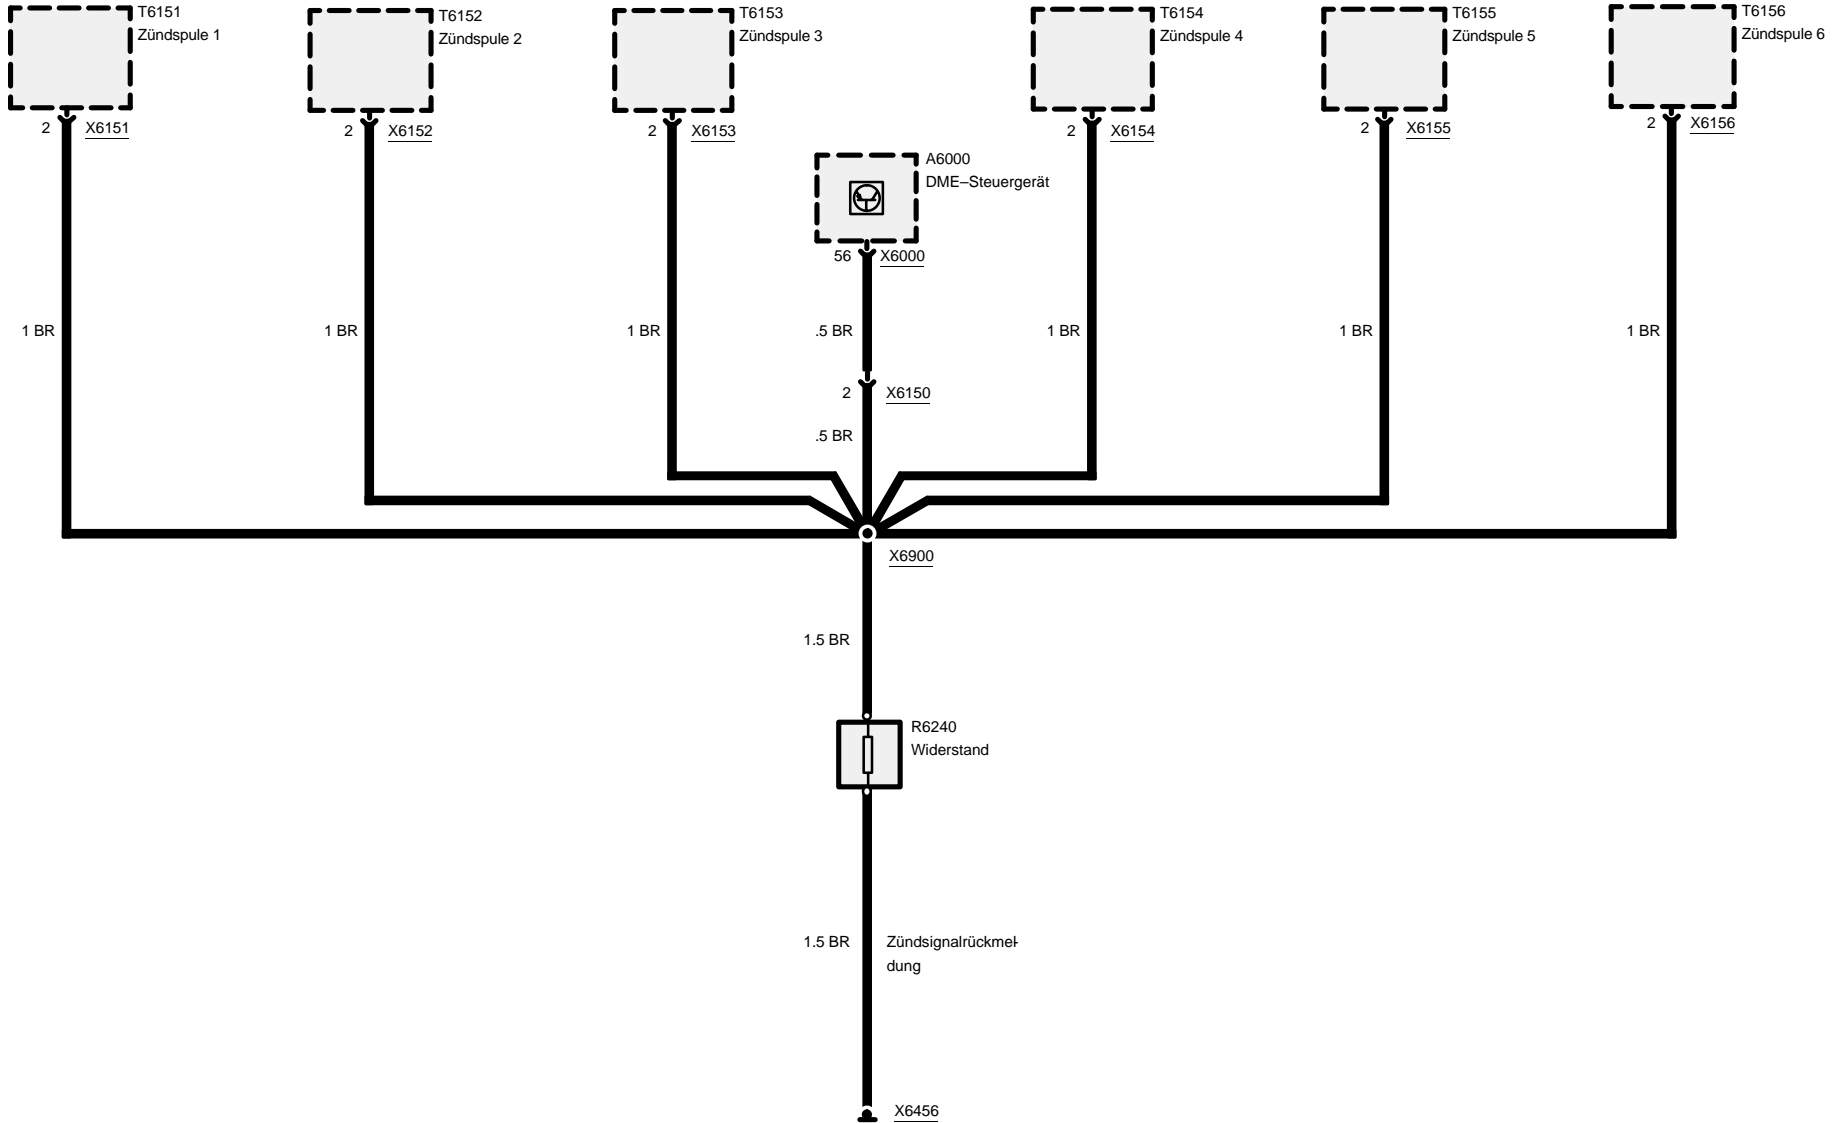 T6151
Zündspule 1
T6152
Zündspule 2
T6153
Zündspule 3
T6154
Zündspule 4
T6155
Zündspule 5
T6156
Zündspule 6
2 X6151
2 X6152
2 X6153
2 X6154
2 X6155
2 X6156
A6000
DME–Steuergerät
56 X6000
1 BR
1 BR
1 BR
.5 BR
1 BR
1 BR
1 BR
2 X6150
.5 BR
X6900
1.5 BR
R6240
Widerstand
1.5 BR
Zündsignalrückmel-
dung
X6456